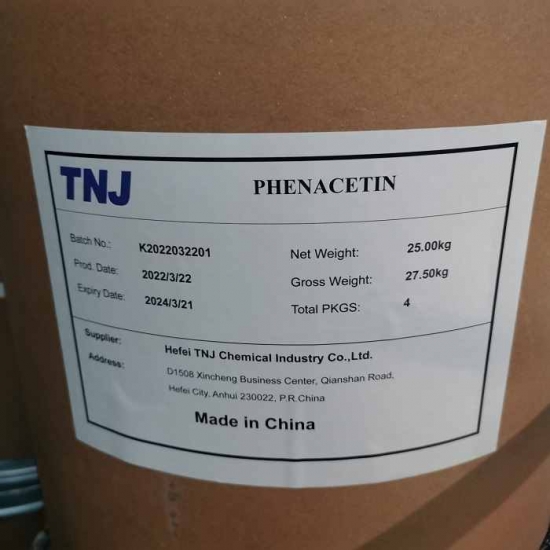 TNJ
PHENACETIN
Batch No.: K2022032201
Prod. Date: 2022/3/22
Expiry Date: 2024/3/21
Net Weight: 25.00kg
Gross Weight: 27.50kg
Total PKGS: 4
Supplier: Hefei TNJ Chemical Industry Co.,Ltd.
Address: D1508 Xincheng Business Center, Qianshan Road,
Hefei City, Anhui 230022, P.R.China
Made in China